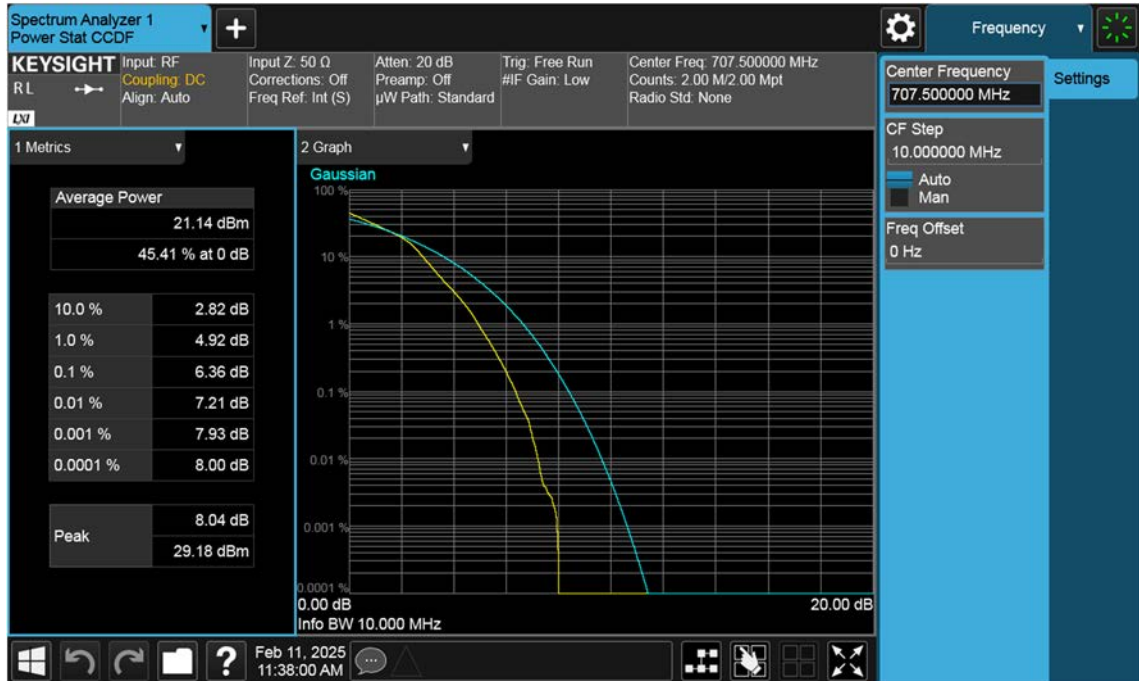 Spectrum Analyzer 1
Power Stat CCDF
+
Frequency
KEYSIGHT
RL
LXI
Input: RF
Coupling: DC
Align: Auto
Input Z: 50 Ω
Corrections: Off
Freq Ref: Int (S)
Atten: 20 dB
Preamp: Off
µW Path: Standard
Trig: Free Run
#IF Gain: Low
Center Freq: 707.500000 MHz
Counts: 2.00 M/2.00 Mpt
Radio Std: None
Center Frequency
707.500000 MHz
Settings
CF Step
10.000000 MHz
Auto
Man
Freq Offset
0 Hz
1 Metrics
Average Power
21.14 dBm
45.41 % at 0 dB
10.0 % 2.82 dB
1.0 % 4.92 dB
0.1 % 6.36 dB
0.01 % 7.21 dB
0.001 % 7.93 dB
0.0001 % 8.00 dB
Peak
8.04 dB
29.18 dBm
2 Graph
Gaussian
100 %
10 %
1 %
0.1 %
0.01 %
0.001 %
0.0001 %
0.00 dB 20.00 dB
Info BW 10.000 MHz
?
Feb 11, 2025
11:38:00 AM